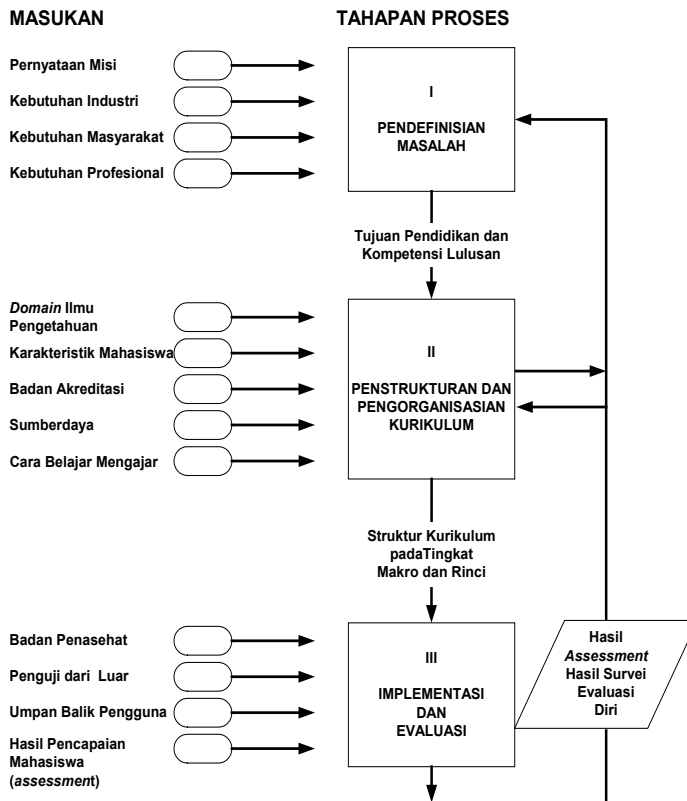 MASUKAN
TAHAPAN PROSES
Pernyataan Misi
Kebutuhan Industri
Kebutuhan Masyarakat
Kebutuhan Profesional
I
PENDEFINISIAN
MASALAH
Tujuan Pendidikan dan
Kompetensi Lulusan
Domain Ilmu
Pengetahuan
Karakteristik Mahasiswa
Badan Akreditasi
Sumberdaya
Cara Belajar Mengajar
II
PENSTRUKTURAN DAN
PENGORGANISASIAN
KURIKULUM
Struktur Kurikulum
padaTingkat
Makro dan Rinci
Badan Penasehat
Penguji dari Luar
Umpan Balik Pengguna
Hasil Pencapaian
Mahasiswa
(assesment)
III
IMPLEMENTASI
DAN
EVALUASI
Hasil
Assessment
Hasil Survei
Evaluasi
Diri